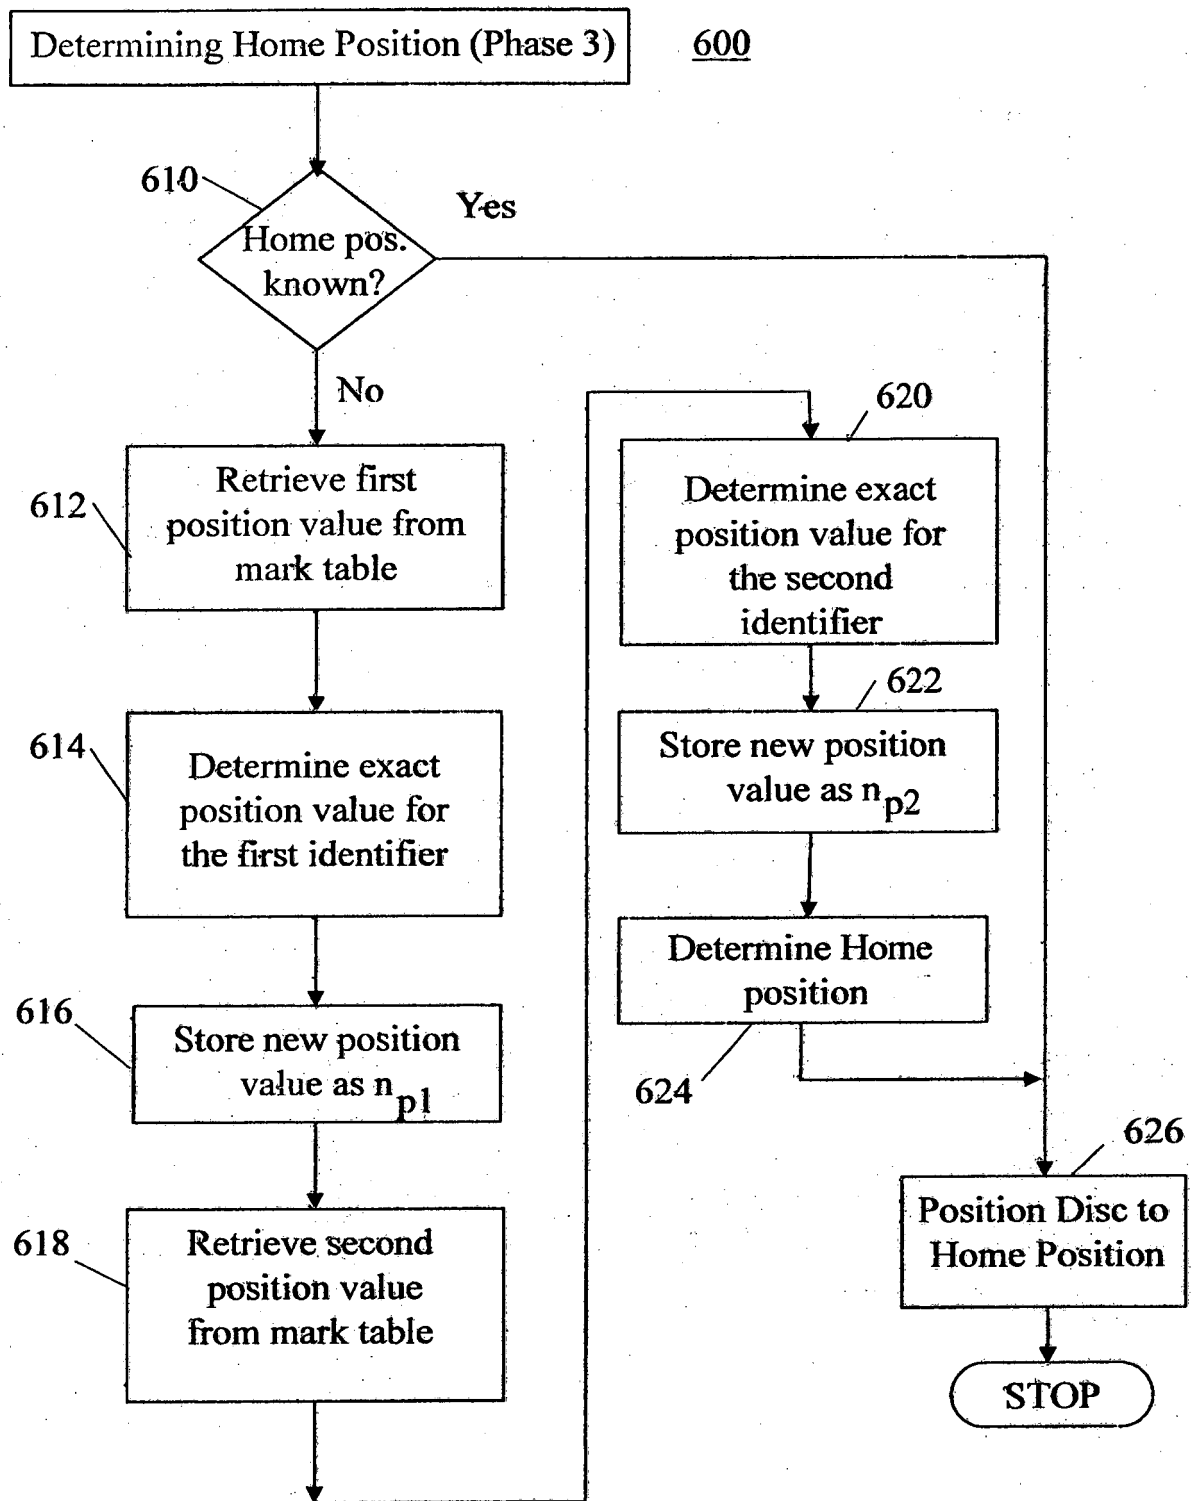 Determining Home Position (Phase 3)
600
610
Home pos.
known?
Yes
No
612
Retrieve first
position value from
mark table
614
Determine exact
position value for
the first identifier
616
Store new position
value as n_p1
618
Retrieve second
position value
from mark table
620
Determine exact
position value for
the second
identifier
622
Store new position
value as n_p2
Determine Home
position
624
626
Position Disc to
Home Position
STOP